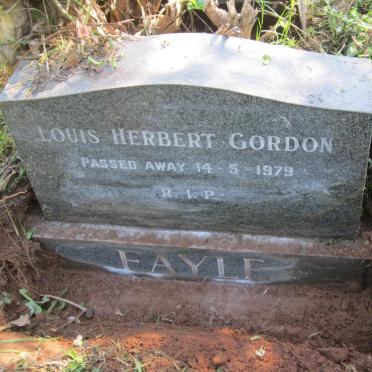 LOUIS HERBERT GORDON
PASSED AWAY 14-5-1979
R.I.P.
FAYLE